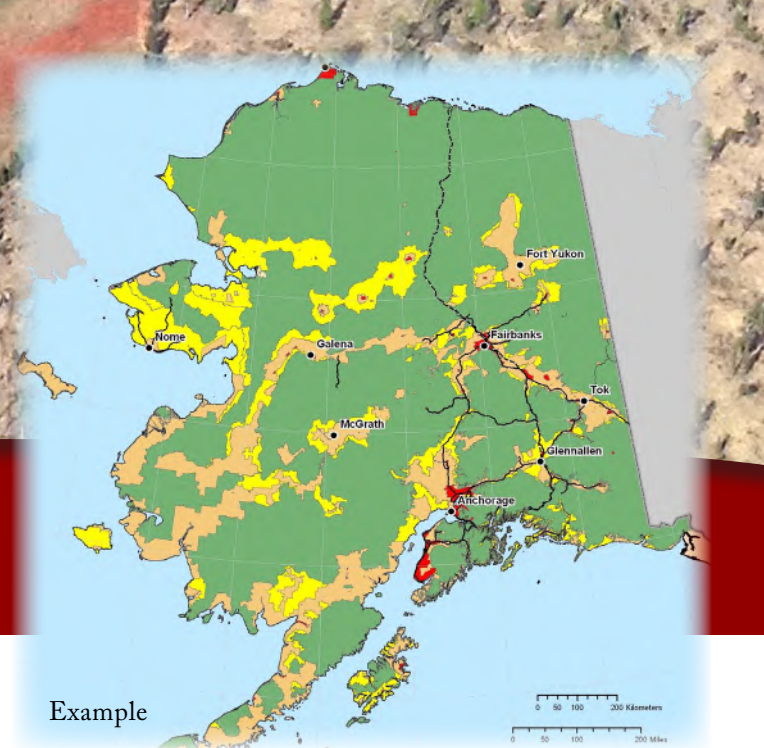 Fort Yukon
Fairbanks
Nome
Galena
Tok
McGrath
Glennallen
Anchorage
Example
0 50 100 200 Kilometers
0 50 100 200 Miles